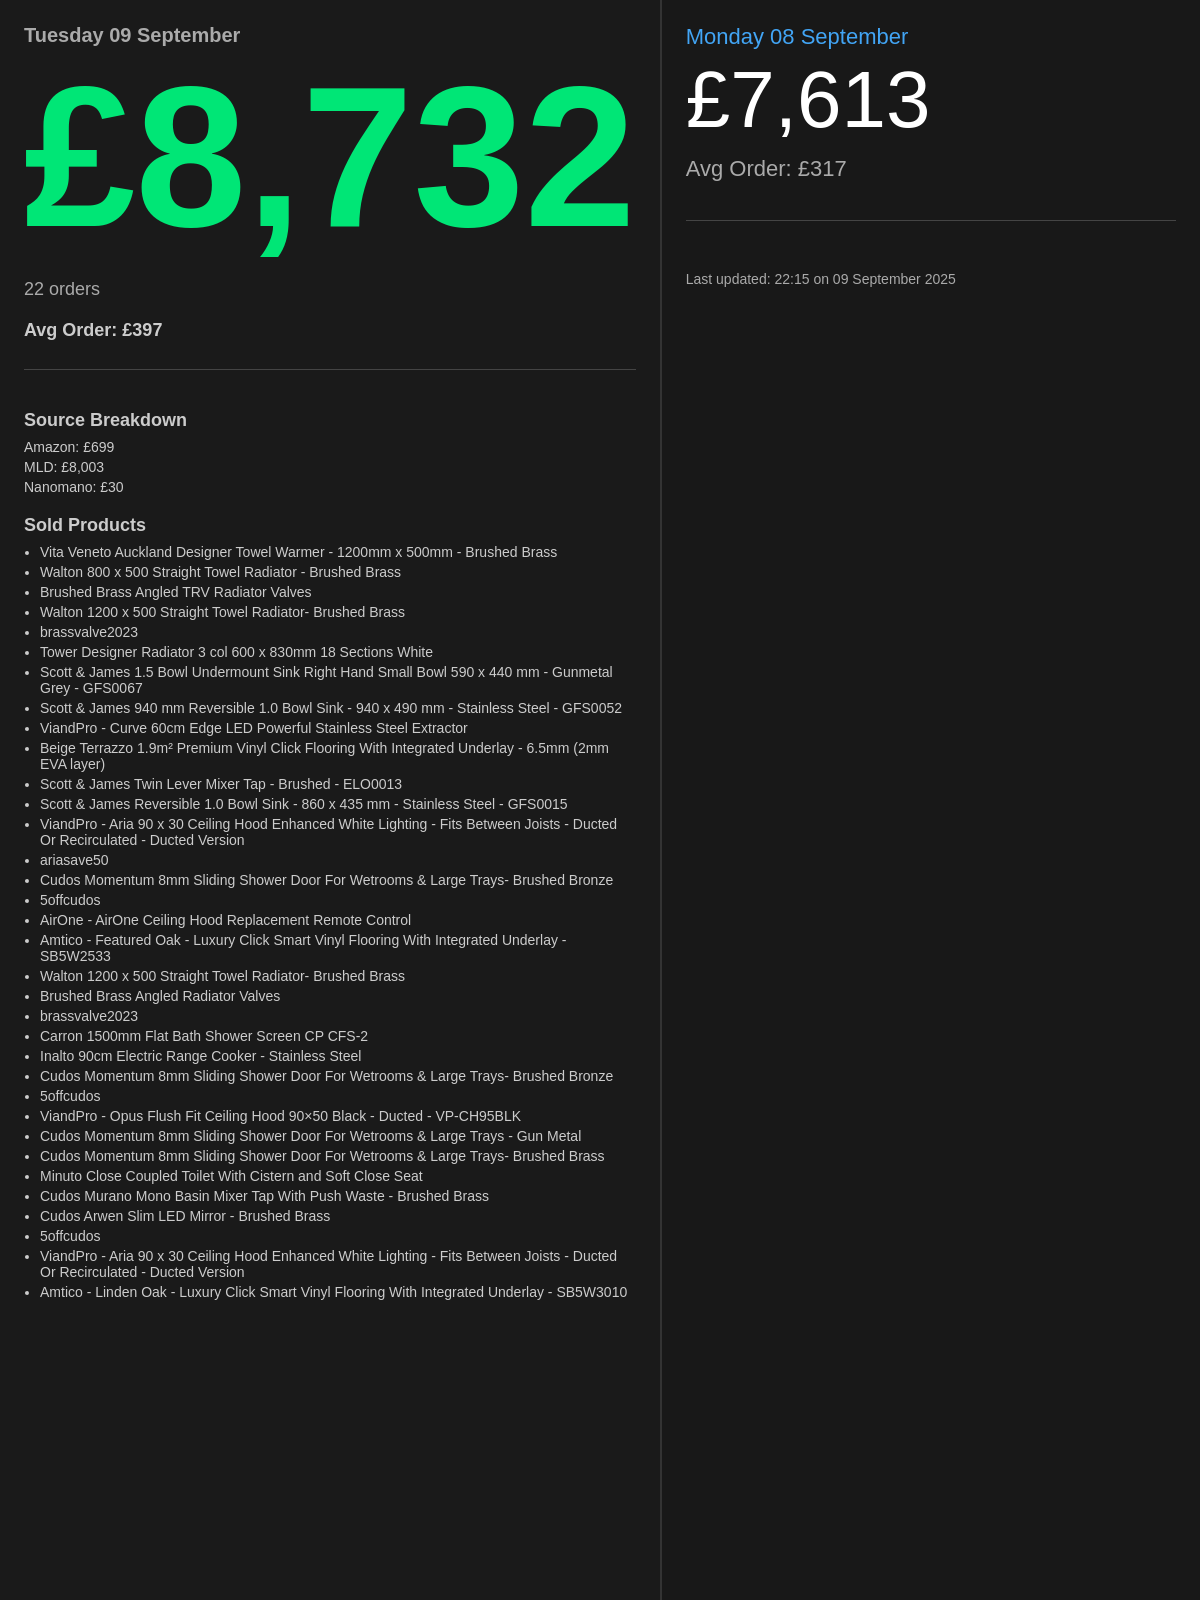 Tuesday 09 September
£8,732
22 orders
Avg Order: £397
Source Breakdown
Amazon: £699
MLD: £8,003
Nanomano: £30
Sold Products
• Vita Veneto Auckland Designer Towel Warmer - 1200mm x 500mm - Brushed Brass
• Walton 800 x 500 Straight Towel Radiator - Brushed Brass
• Brushed Brass Angled TRV Radiator Valves
• Walton 1200 x 500 Straight Towel Radiator- Brushed Brass
• brassvalve2023
• Tower Designer Radiator 3 col 600 x 830mm 18 Sections White
• Scott & James 1.5 Bowl Undermount Sink Right Hand Small Bowl 590 x 440 mm - Gunmetal
Grey - GFS0067
• Scott & James 940 mm Reversible 1.0 Bowl Sink - 940 x 490 mm - Stainless Steel - GFS0052
• ViandPro - Curve 60cm Edge LED Powerful Stainless Steel Extractor
• Beige Terrazzo 1.9m² Premium Vinyl Click Flooring With Integrated Underlay - 6.5mm (2mm
EVA layer)
• Scott & James Twin Lever Mixer Tap - Brushed - ELO0013
• Scott & James Reversible 1.0 Bowl Sink - 860 x 435 mm - Stainless Steel - GFS0015
• ViandPro - Aria 90 x 30 Ceiling Hood Enhanced White Lighting - Fits Between Joists - Ducted
Or Recirculated - Ducted Version
• ariasave50
• Cudos Momentum 8mm Sliding Shower Door For Wetrooms & Large Trays- Brushed Bronze
• 5offcudos
• AirOne - AirOne Ceiling Hood Replacement Remote Control
• Amtico - Featured Oak - Luxury Click Smart Vinyl Flooring With Integrated Underlay -
SB5W2533
• Walton 1200 x 500 Straight Towel Radiator- Brushed Brass
• Brushed Brass Angled Radiator Valves
• brassvalve2023
• Carron 1500mm Flat Bath Shower Screen CP CFS-2
• Inalto 90cm Electric Range Cooker - Stainless Steel
• Cudos Momentum 8mm Sliding Shower Door For Wetrooms & Large Trays- Brushed Bronze
• 5offcudos
• ViandPro - Opus Flush Fit Ceiling Hood 90×50 Black - Ducted - VP-CH95BLK
• Cudos Momentum 8mm Sliding Shower Door For Wetrooms & Large Trays - Gun Metal
• Cudos Momentum 8mm Sliding Shower Door For Wetrooms & Large Trays- Brushed Brass
• Minuto Close Coupled Toilet With Cistern and Soft Close Seat
• Cudos Murano Mono Basin Mixer Tap With Push Waste - Brushed Brass
• Cudos Arwen Slim LED Mirror - Brushed Brass
• 5offcudos
• ViandPro - Aria 90 x 30 Ceiling Hood Enhanced White Lighting - Fits Between Joists - Ducted
Or Recirculated - Ducted Version
• Amtico - Linden Oak - Luxury Click Smart Vinyl Flooring With Integrated Underlay - SB5W3010
Monday 08 September
£7,613
Avg Order: £317
Last updated: 22:15 on 09 September 2025